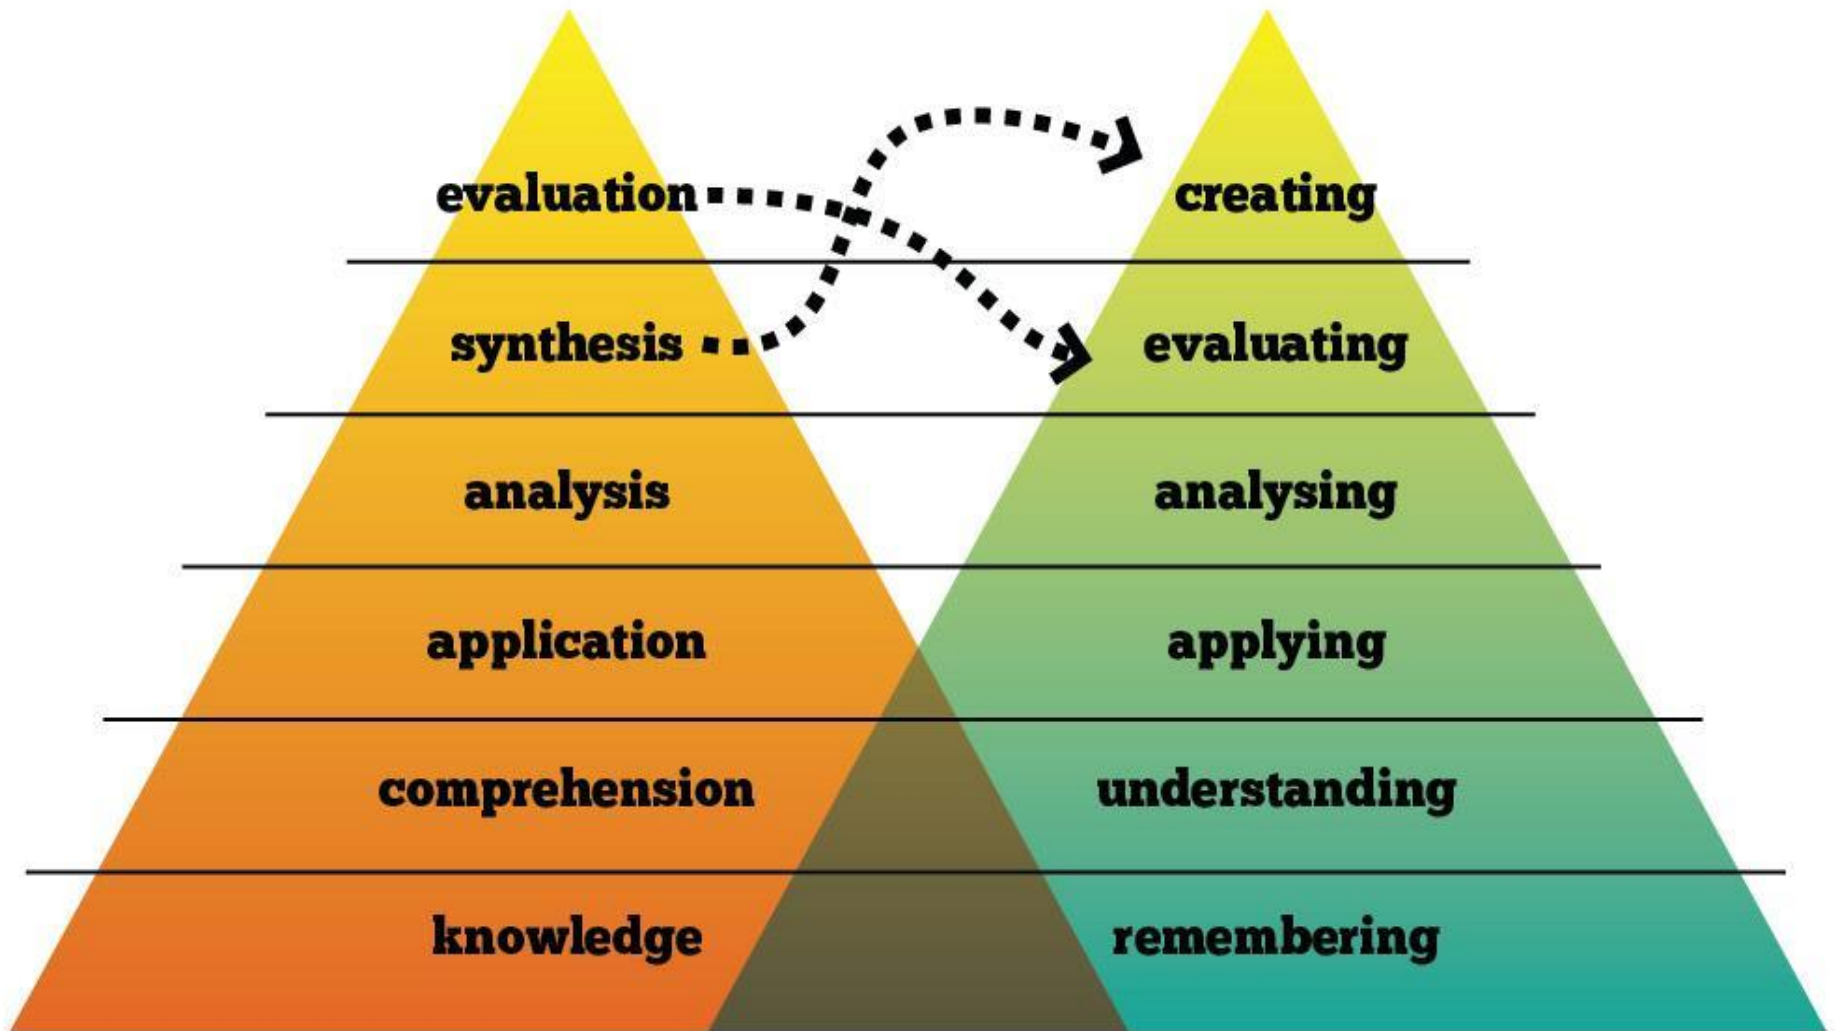 evaluation creating
synthesis evaluating
analysis analysing
application applying
comprehension understanding
knowledge remembering